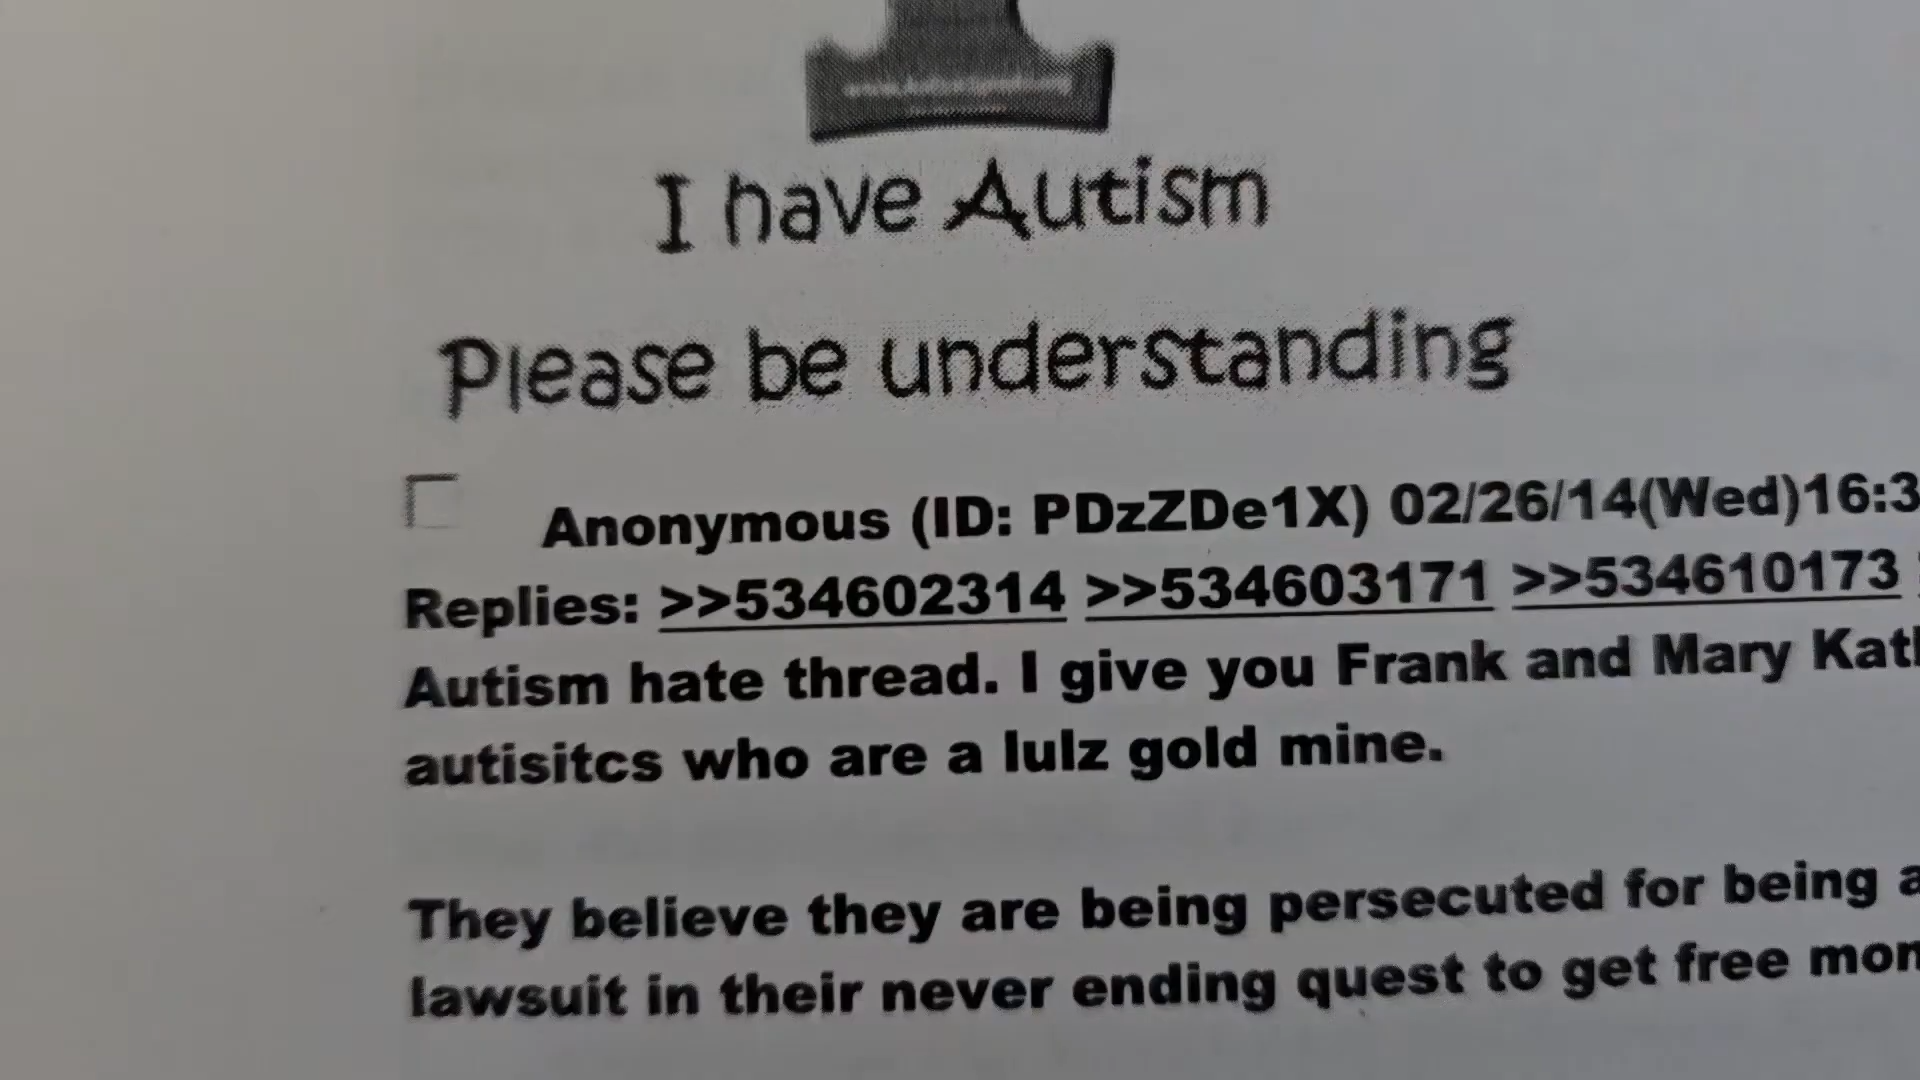 I have Autism
Please be understanding
Anonymous (ID: PDzZDe1X) 02/26/14(Wed)16:3
Replies: >>534602314 >>534603171 >>534610173
Autism hate thread. I give you Frank and Mary Kat
autisitcs who are a lulz gold mine.
They believe they are being persecuted for being a
lawsuit in their never ending quest to get free mon